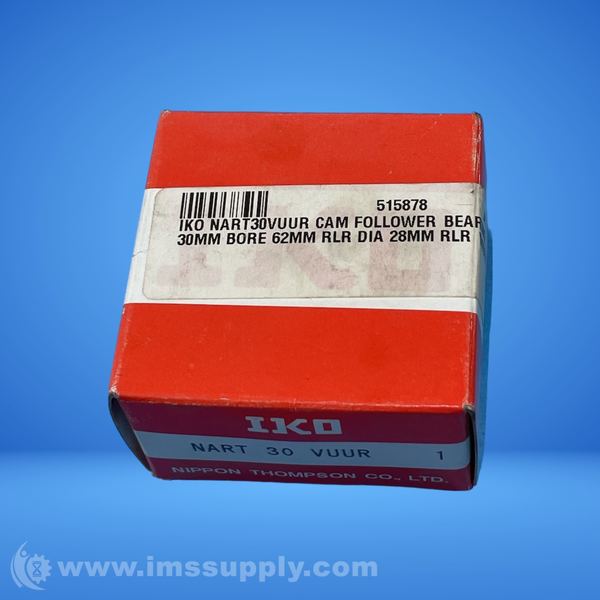 515878
IKO NART30VUUR CAM FOLLOWER BEAR
30MM BORE 62MM RLR DIA 28MM RLR
IKO
IKO
NART 30 VUUR 1
NIPPON THOMPSON CO., LTD.
www.imssupply.com